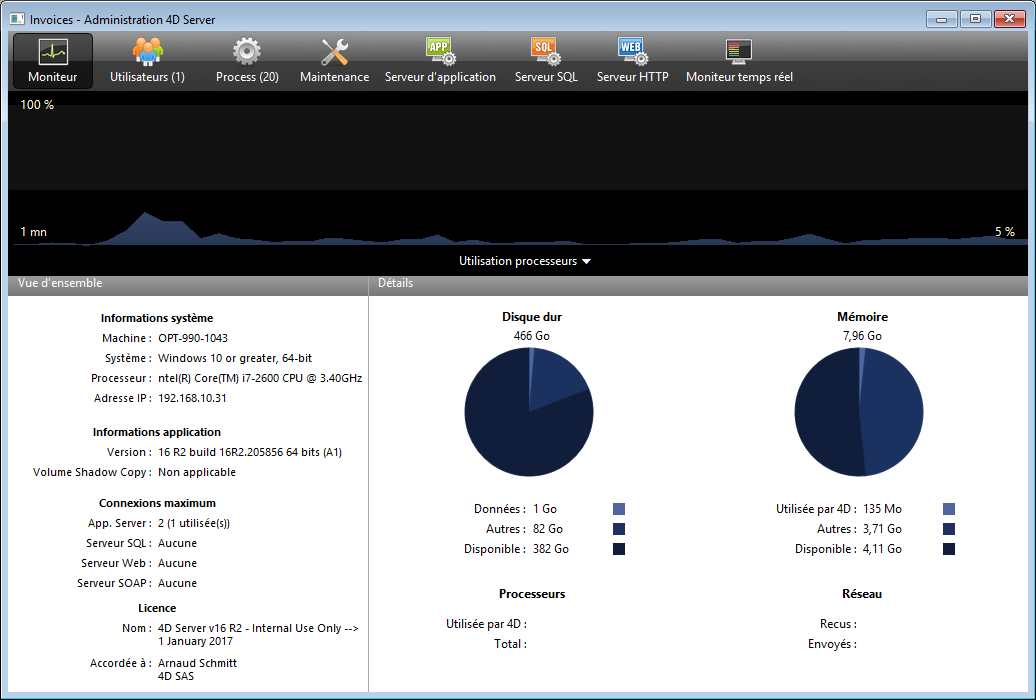 Invoices - Administration 4D Server
Moniteur
Utilisateurs (1)
Process (20)
Maintenance
Serveur d'application
Serveur SQL
Serveur HTTP
Moniteur temps réel
APP
SQL
WEB
100 %
1 mn
5 %
Utilisation processeurs
Vue d'ensemble
Informations système
Machine : OPT-990-1043
Système : Windows 10 or greater, 64-bit
Processeur : ntel(R) Core(TM) i7-2600 CPU @ 3.40GHz
Adresse IP : 192.168.10.31
Informations application
Version : 16 R2 build 16R2.205856 64 bits (A1)
Volume Shadow Copy : Non applicable
Connexions maximum
App. Server : 2 (1 utilisée(s))
Serveur SQL : Aucune
Serveur Web : Aucune
Serveur SOAP : Aucune
Licence
Nom : 4D Server v16 R2 - Internal Use Only -->
1 January 2017
Accordée à : Arnaud Schmitt
4D SAS
Détails
Disque dur
466 Go
Données : 1 Go
Autres : 82 Go
Disponible : 382 Go
Mémoire
7,96 Go
Utilisée par 4D : 135 Mo
Autres : 3,71 Go
Disponible : 4,11 Go
Processeurs
Utilisée par 4D :
Total :
Réseau
Recus :
Envoyés :